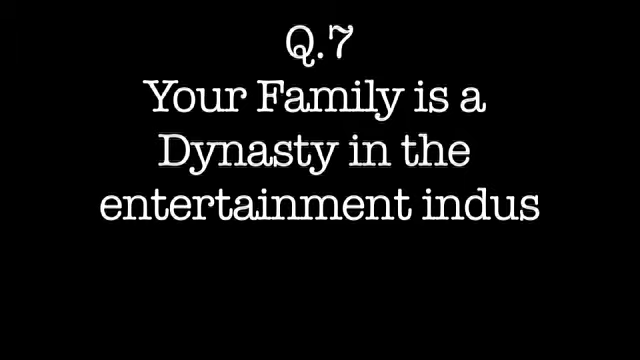 Q.7
Your Family is a
Dynasty in the
entertainment indus